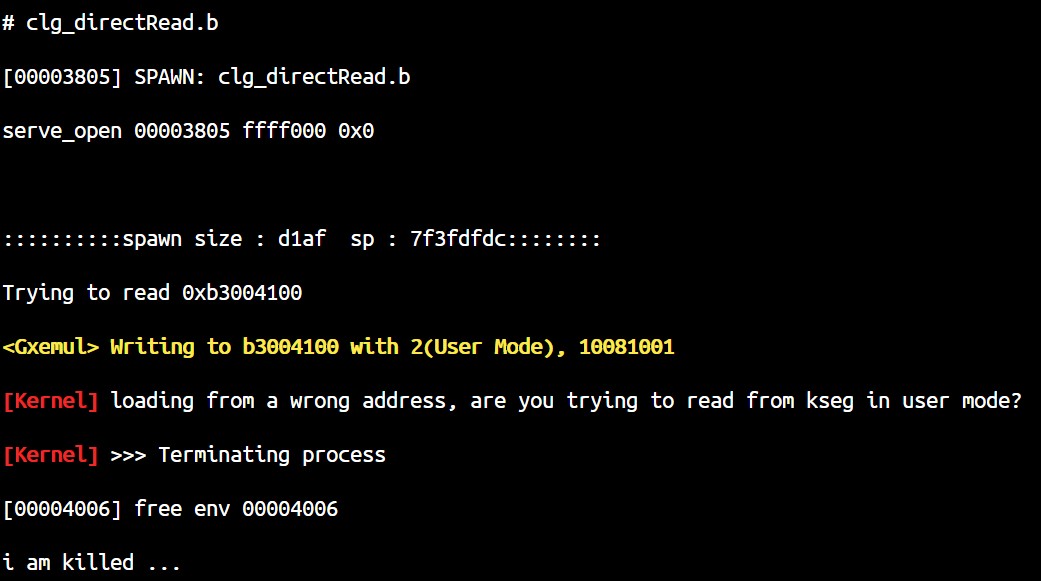 # clg_directRead.b
[00003805] SPAWN: clg_directRead.b
serve_open 00003805 ffff000 0x0
::::::::::spawn size : d1af  sp : 7f3fdfdc::::::::
Trying to read 0xb3004100
<Gxemul> Writing to b3004100 with 2(User Mode), 10081001
[Kernel] loading from a wrong address, are you trying to read from kseg in user mode?
[Kernel] >>> Terminating process
[00004006] free env 00004006
i am killed ...